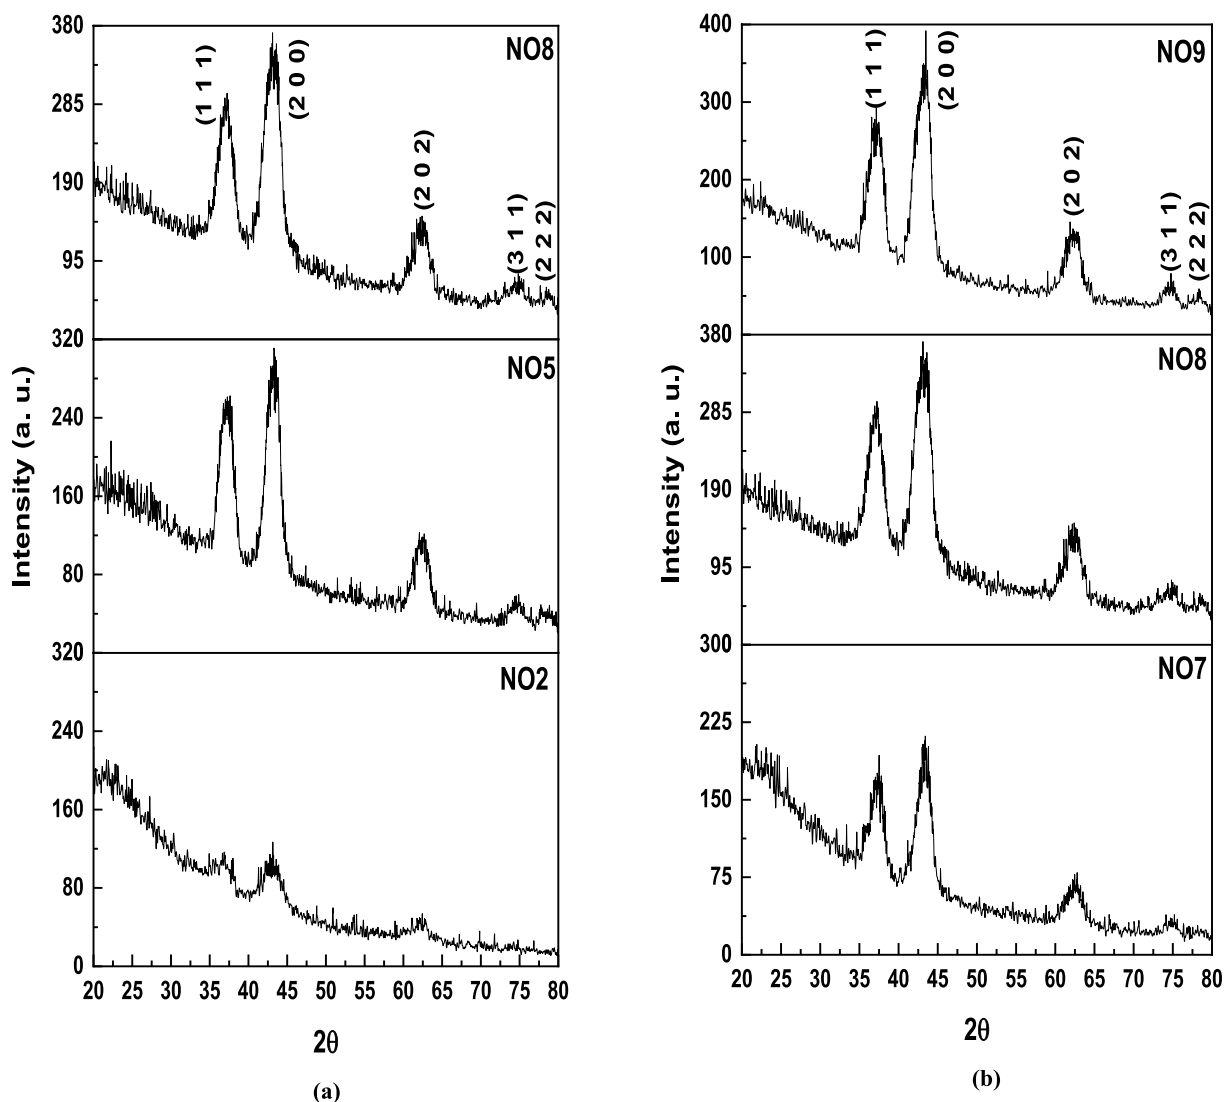 380
285
190
95
NO8
(1 1 1)
(2 0 0)
(2 0 2)
(3 1 1)
(2 2 2)
320
240
160
80
NO5
320
240
160
80
0
NO2
Intensity (a. u.)
20 25 30 35 40 45 50 55 60 65 70 75 80
2θ
(a)
400
300
200
100
NO9
(1 1 1)
(2 0 0)
(2 0 2)
(3 1 1)
(2 2 2)
380
285
190
95
NO8
300
225
150
75
0
NO7
Intensity (a. u.)
20 25 30 35 40 45 50 55 60 65 70 75 80
2θ
(b)